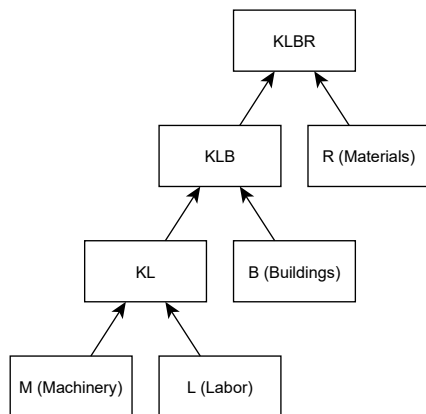 KLBR
KLB
R (Materials)
KL
B (Buildings)
M (Machinery)
L (Labor)